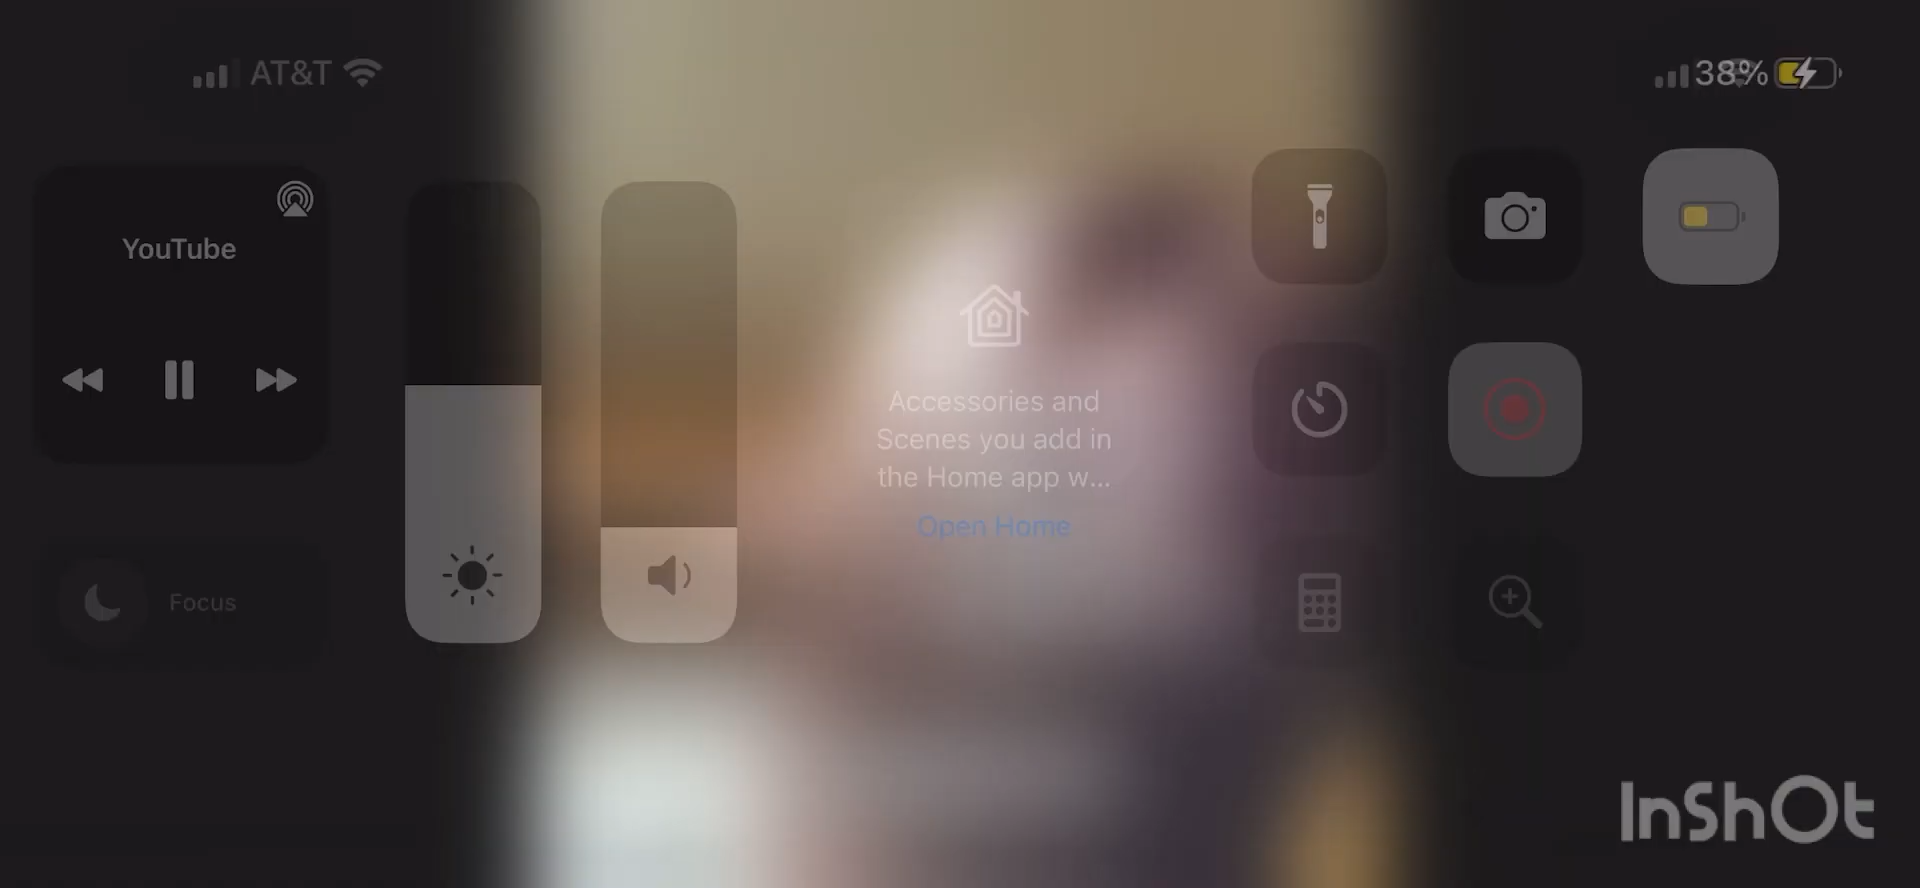 AT&T
38%
YouTube
Accessories and
Scenes you add in
the Home app w...
Open Home
Focus
InShOt